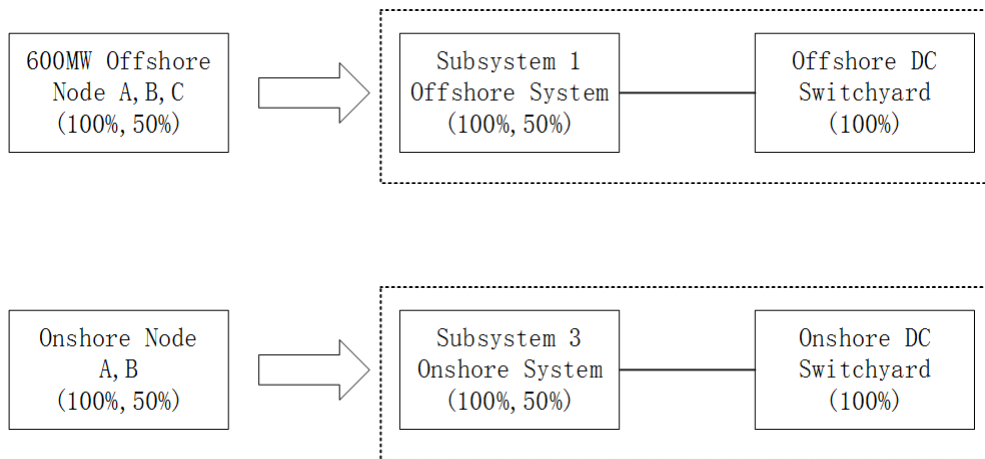 600MW Offshore
Node A,B,C
(100%,50%)
Subsystem 1
Offshore System
(100%,50%)
Offshore DC
Switchyard
(100%)
Onshore Node
A,B
(100%,50%)
Subsystem 3
Onshore System
(100%,50%)
Onshore DC
Switchyard
(100%)